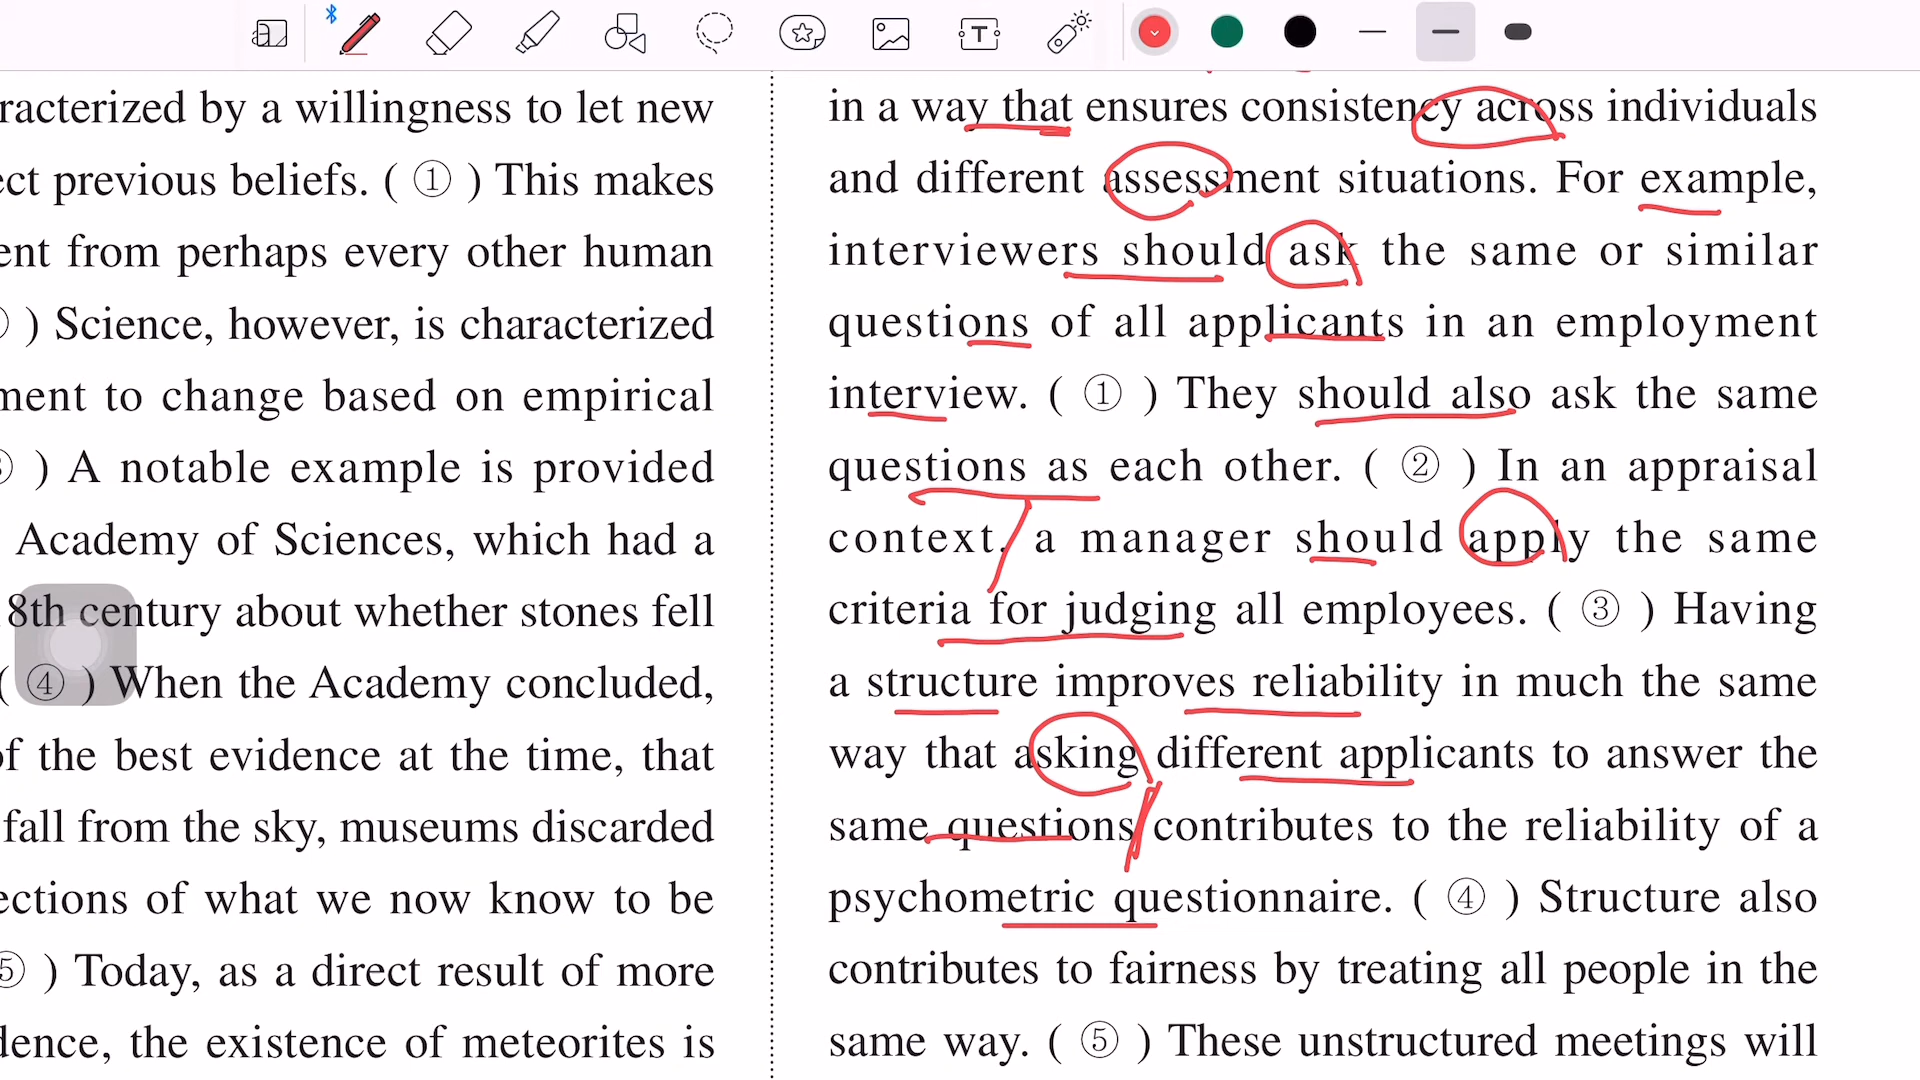 racterized by a willingness to let new
ect previous beliefs. ( ① ) This makes
ent from perhaps every other human
) Science, however, is characterized
ment to change based on empirical
) A notable example is provided
Academy of Sciences, which had a
8th century about whether stones fell
( ④ ) When the Academy concluded,
of the best evidence at the time, that
fall from the sky, museums discarded
ections of what we now know to be
⑤ ) Today, as a direct result of more
dence, the existence of meteorites is
in a way that ensures consistency across individuals
and different assessment situations. For example,
interviewers should ask the same or similar
questions of all applicants in an employment
interview. ( ① ) They should also ask the same
questions as each other. ( ② ) In an appraisal
context, a manager should apply the same
criteria for judging all employees. ( ③ ) Having
a structure improves reliability in much the same
way that asking different applicants to answer the
same questions contributes to the reliability of a
psychometric questionnaire. ( ④ ) Structure also
contributes to fairness by treating all people in the
same way. ( ⑤ ) These unstructured meetings will